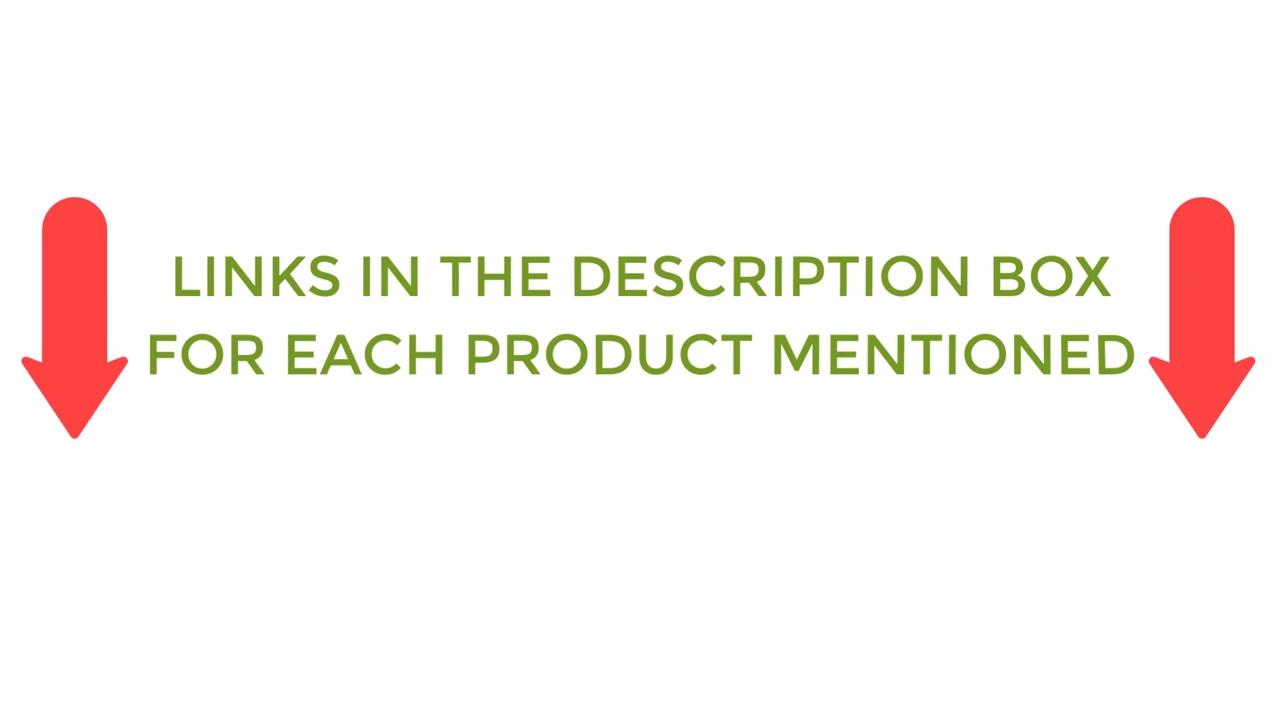 LINKS IN THE DESCRIPTION BOX
FOR EACH PRODUCT MENTIONED